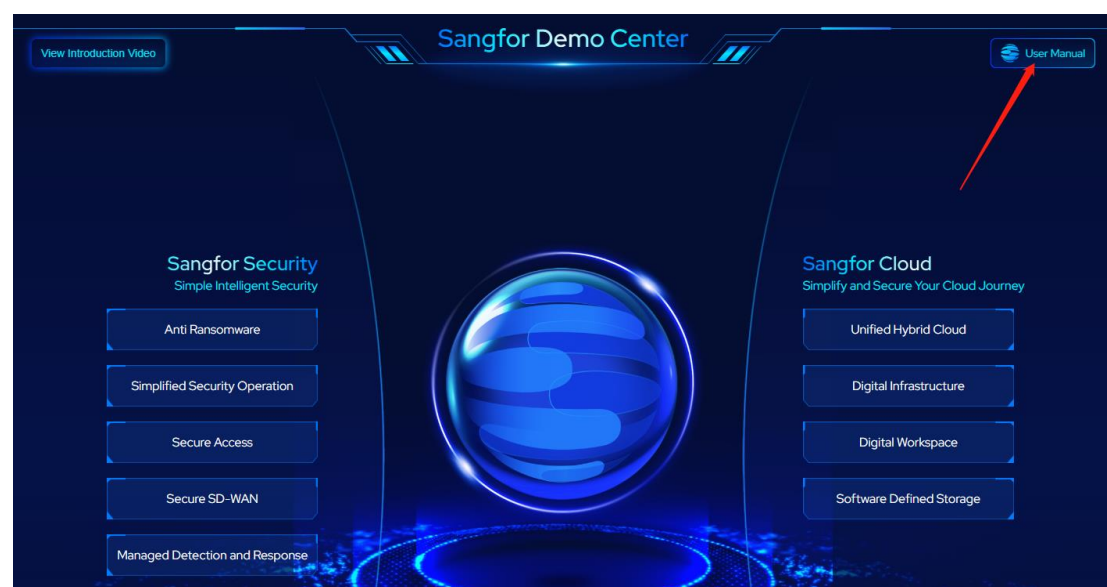 View Introduction Video
Sangfor Demo Center
User Manual
Sangfor Security
Simple Intelligent Security
Anti Ransomware
Simplified Security Operation
Secure Access
Secure SD-WAN
Managed Detection and Response
Sangfor Cloud
Simplify and Secure Your Cloud Journey
Unified Hybrid Cloud
Digital Infrastructure
Digital Workspace
Software Defined Storage